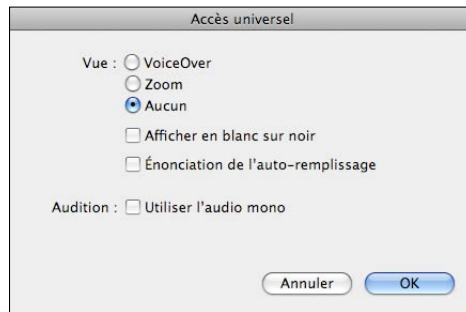 Accès universel
Vue : VoiceOver
Zoom
Aucun
Afficher en blanc sur noir
Énonciation de l'auto-remplissage
Audition : Utiliser l'audio mono
Annuler OK